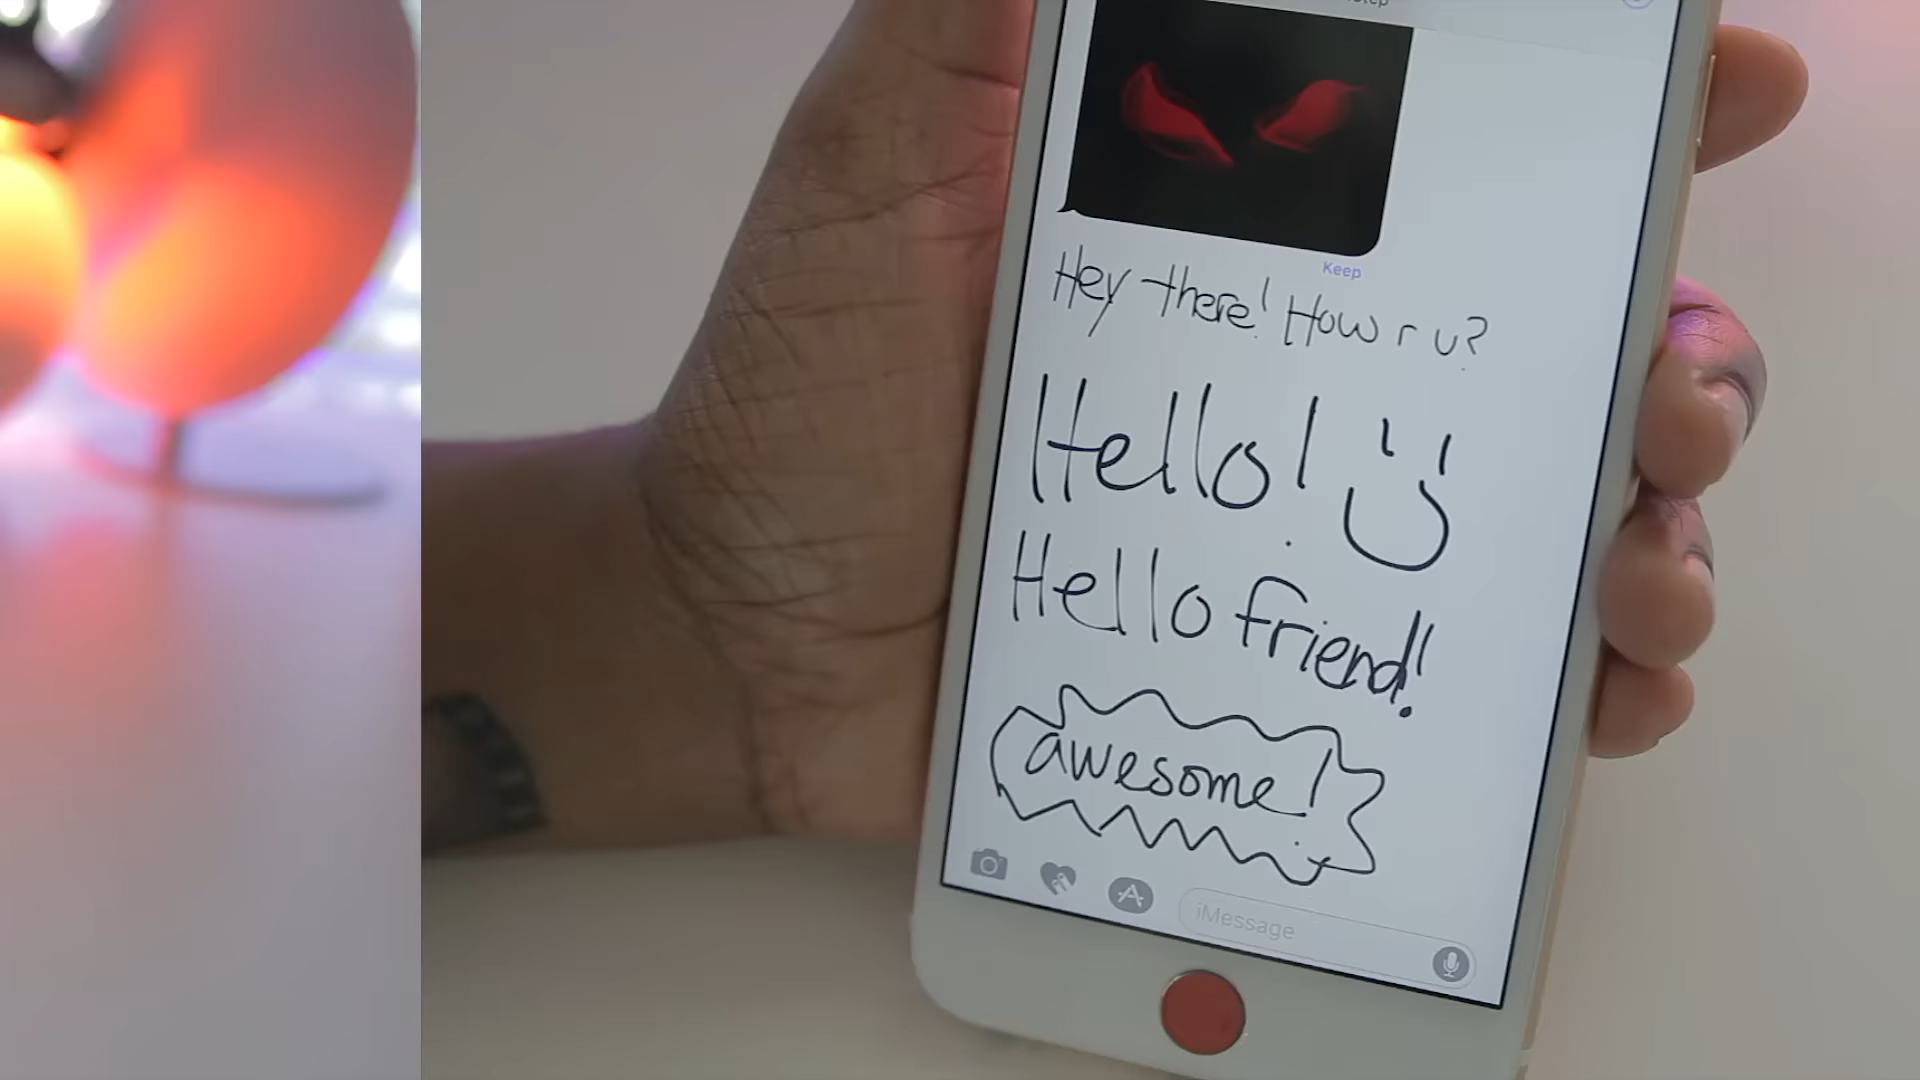 Keep
Hey there! How r u?
Hello!
Hello friend!
awesome!
iMessage